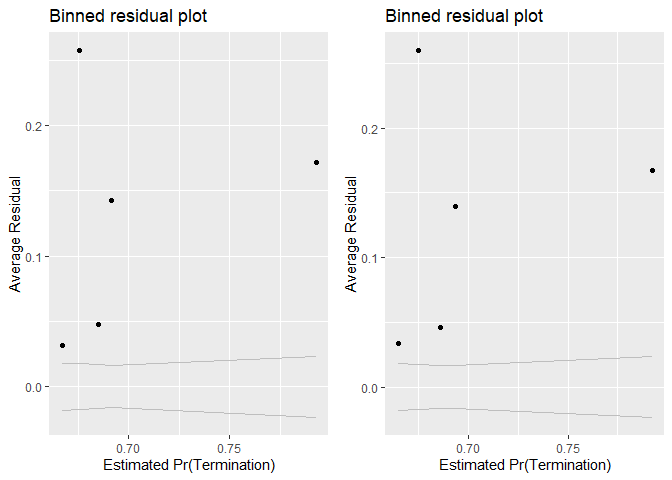 Binned residual plot
0.2
0.1
0.0
Average Residual
0.70 0.75
Estimated Pr(Termination)
Binned residual plot
0.2
0.1
0.0
Average Residual
0.70 0.75
Estimated Pr(Termination)